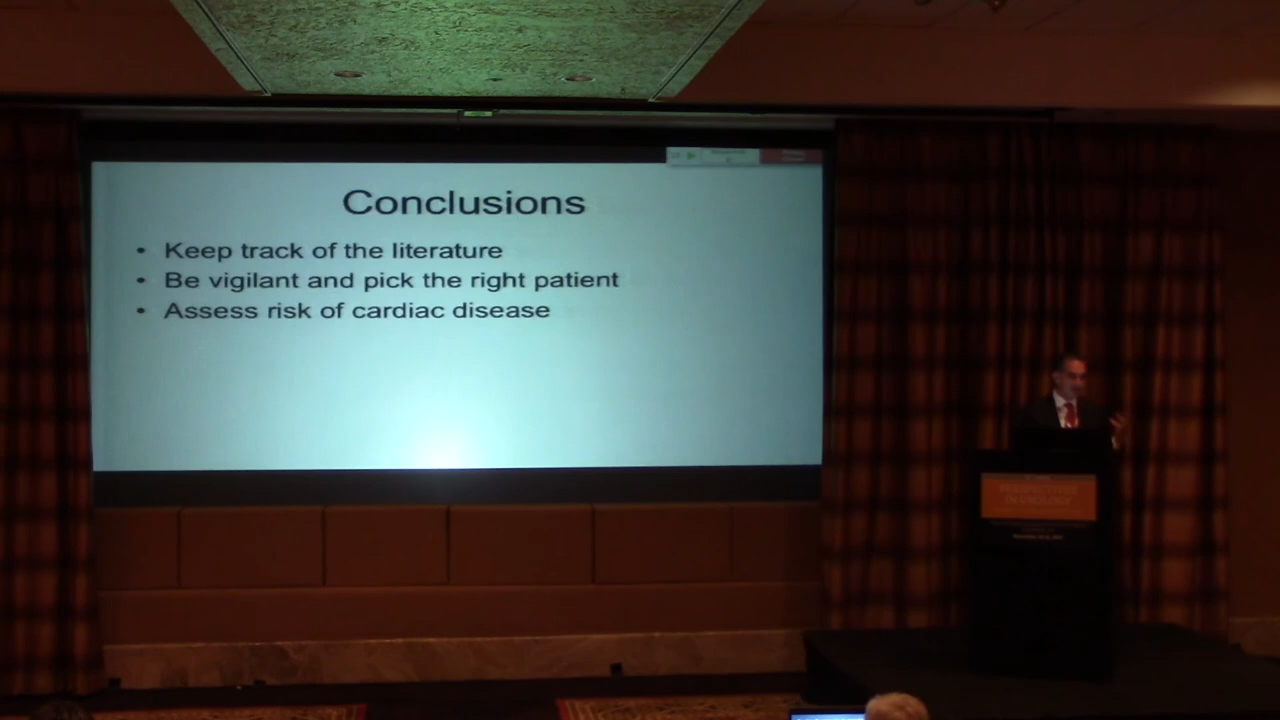 Conclusions
• Keep track of the literature
• Be vigilant and pick the right patient
• Assess risk of cardiac disease